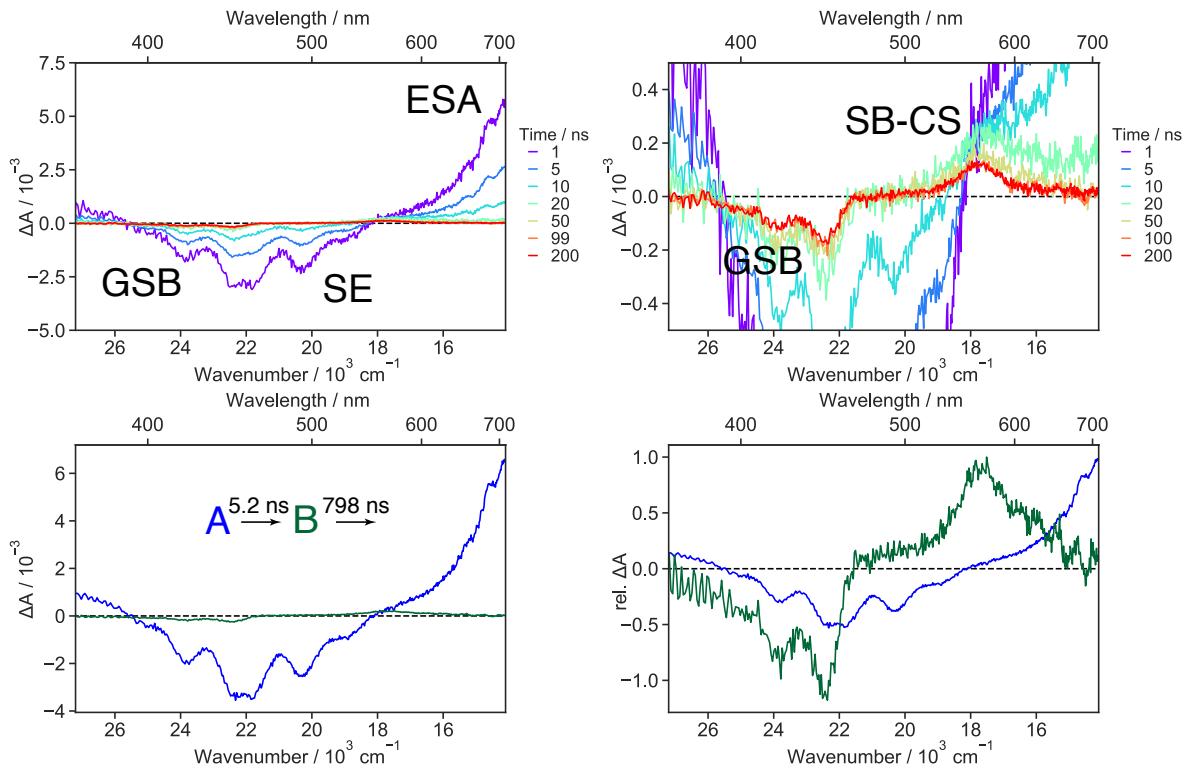 Wavelength / nm
400 500 600 700
7.5
5.0
2.5
0.0
−2.5
−5.0
ΔA / 10⁻³
ESA
GSB
SE
26 24 22 20 18 16
Wavenumber / 10³ cm⁻¹
Time / ns
1
5
10
20
50
99
200
Wavelength / nm
400 500 600 700
0.4
0.2
0.0
−0.2
−0.4
ΔA / 10⁻³
SB-CS
GSB
26 24 22 20 18 16
Wavenumber / 10³ cm⁻¹
Time / ns
1
5
10
20
50
100
200
Wavelength / nm
400 500 600 700
6
4
2
0
−2
−4
ΔA / 10⁻³
A 5.2 ns B 798 ns
26 24 22 20 18 16
Wavenumber / 10³ cm⁻¹
Wavelength / nm
400 500 600 700
1.0
0.5
0.0
−0.5
−1.0
rel. ΔA
26 24 22 20 18 16
Wavenumber / 10³ cm⁻¹